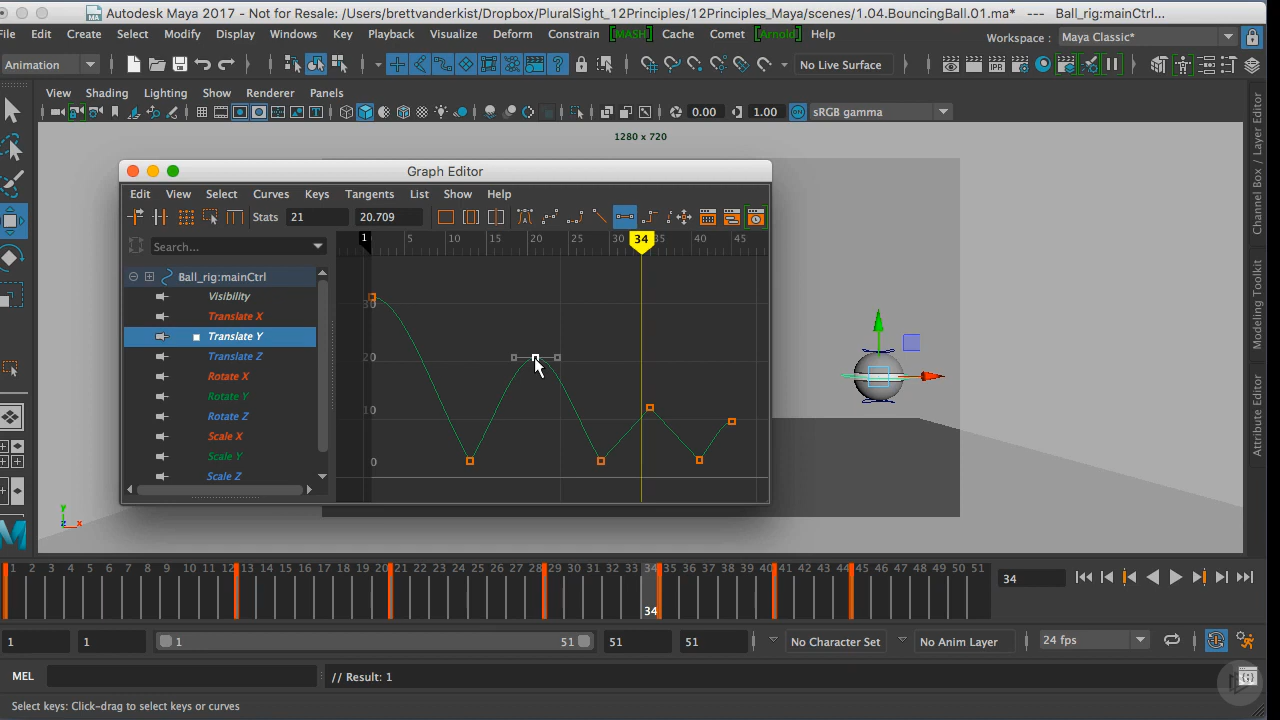 Autodesk Maya 2017 - Not for Resale: /Users/brettvanderkist/Dropbox/PluralSight_12Principles/12Principles_Maya/scenes/1.04.BouncingBall.01.ma* --- Ball_rig:mainCtrl...
File Edit Create Select Modify Display Windows Key Playback Visualize Deform Constrain [MASH] Cache Comet [Arnold] Help
Workspace : Maya Classic*
Animation No Live Surface
View Shading Lighting Show Renderer Panels
0.00 1.00 sRGB gamma
1280 x 720
Graph Editor
Edit View Select Curves Keys Tangents List Show Help
Stats 21 20.709
Search...
1 5 10 15 20 25 30 34 35 40 45
Ball_rig:mainCtrl
Visibility
Translate X
Translate Y
Translate Z
Rotate X
Rotate Y
Rotate Z
Scale X
Scale Y
Scale Z
30
20
10
0
Channel Box / Layer Editor
Modeling Toolkit
Attribute Editor
y
z x
1 2 3 4 5 6 7 8 9 10 11 12 13 14 15 16 17 18 19 20 21 22 23 24 25 26 27 28 29 30 31 32 33 34 35 36 37 38 39 40 41 42 43 44 45 46 47 48 49 50 51
34
34
1 1 1 51 51 51 No Character Set No Anim Layer 24 fps
MEL // Result: 1
Select keys: Click-drag to select keys or curves